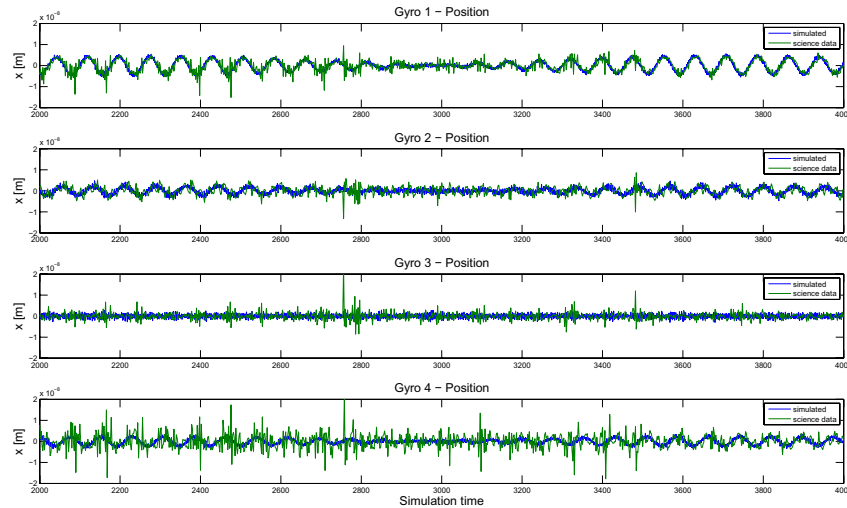 Gyro 1 − Position
x 10⁻⁸
x [m]
2
1
0
−1
−2
simulated
science data
2000 2200 2400 2600 2800 3000 3200 3400 3600 3800 400
Gyro 2 − Position
x 10⁻⁸
x [m]
2
1
0
−1
−2
simulated
science data
2000 2200 2400 2600 2800 3000 3200 3400 3600 3800 400
Gyro 3 − Position
x 10⁻⁸
x [m]
2
1
0
−1
−2
simulated
science data
2000 2200 2400 2600 2800 3000 3200 3400 3600 3800 400
Gyro 4 − Position
x 10⁻⁸
x [m]
2
1
0
−1
−2
simulated
science data
2000 2200 2400 2600 2800 3000 3200 3400 3600 3800 400
Simulation time